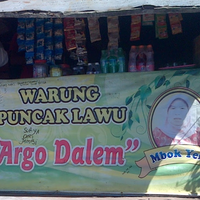 WARUNG
PUNCAK LAWU
"Argo Dalem"
Mbok Yem